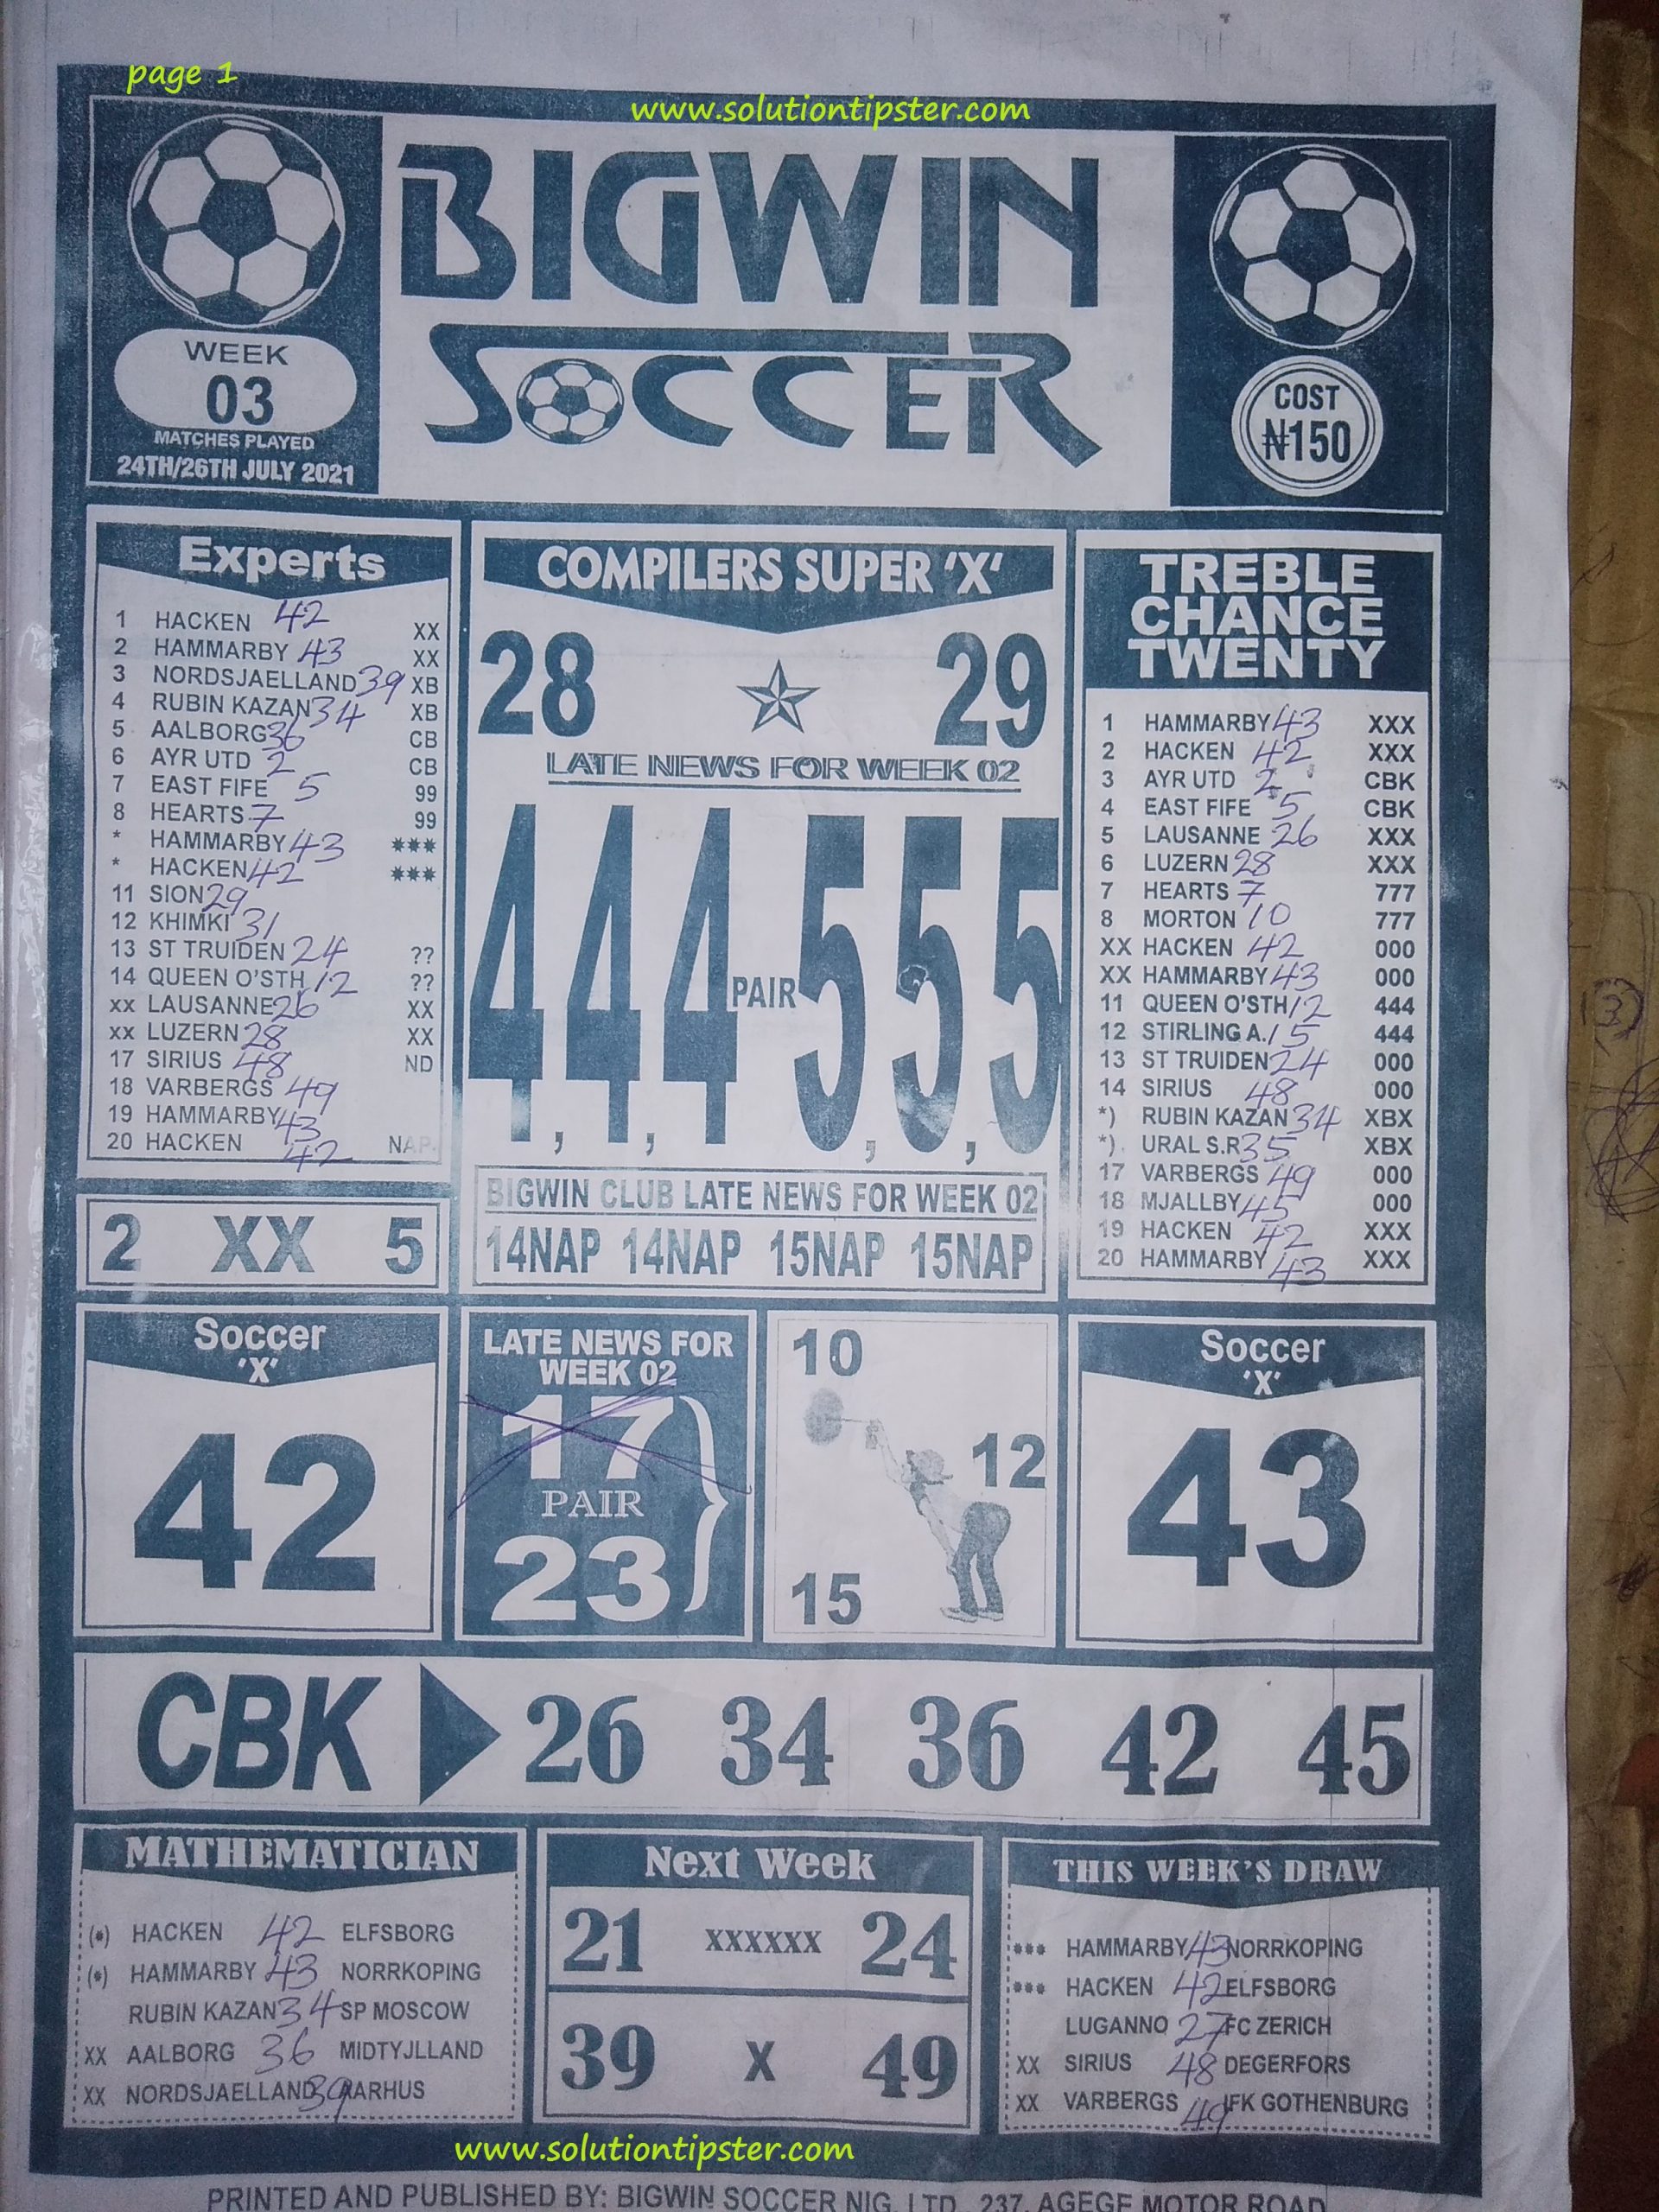 page 1
www.solutiontipster.com
BIGWIN
SOCCER
WEEK
03
MATCHES PLAYED
24TH/26TH JULY 2021
COST
₦150
Experts
1 HACKEN 42 XX
2 HAMMARBY 43 XX
3 NORDSJAELLAND 39 XB
4 RUBIN KAZAN 34 XB
5 AALBORG 36 CB
6 AYR UTD 2 CB
7 EAST FIFE 5 99
8 HEARTS 7 99
* HAMMARBY 43 ***
* HACKEN 42 ***
11 SION 29
12 KHIMKI 31
13 ST TRUIDEN 24 ??
14 QUEEN O'STH 12 ??
xx LAUSANNE 26 XX
xx LUZERN 28 XX
17 SIRIUS 48 ND
18 VARBERGS 49
19 HAMMARBY 43
20 HACKEN 42 NAP
2 XX 5
COMPILERS SUPER 'X'
28 29
LATE NEWS FOR WEEK 02
4, 4, 4 PAIR 5, 5, 5
BIGWIN CLUB LATE NEWS FOR WEEK 02
14NAP 14NAP 15NAP 15NAP
TREBLE
CHANCE
TWENTY
1 HAMMARBY 43 XXX
2 HACKEN 42 XXX
3 AYR UTD 2 CBK
4 EAST FIFE 5 CBK
5 LAUSANNE 26 XXX
6 LUZERN 28 XXX
7 HEARTS 7 777
8 MORTON 10 777
XX HACKEN 42 000
XX HAMMARBY 43 000
11 QUEEN O'STH 12 444
12 STIRLING A. 15 444
13 ST TRUIDEN 24 000
14 SIRIUS 48 000
*) RUBIN KAZAN 34 XBX
*) URAL S.R 35 XBX
17 VARBERGS 49 000
18 MJALLBY 45 000
19 HACKEN 42 XXX
20 HAMMARBY 43 XXX
Soccer
'X'
42
LATE NEWS FOR
WEEK 02
17
PAIR
23
10
12
15
Soccer
'X'
43
CBK 26 34 36 42 45
MATHEMATICIAN
(*) HACKEN 42 ELFSBORG
(*) HAMMARBY 43 NORRKOPING
RUBIN KAZAN 34 SP MOSCOW
XX AALBORG 36 MIDTYJLLAND
XX NORDSJAELLAND 39 AARHUS
Next Week
21 XXXXXX 24
39 X 49
THIS WEEK'S DRAW
*** HAMMARBY 43 NORRKOPING
*** HACKEN 42 ELFSBORG
LUGANNO 27 FC ZERICH
XX SIRIUS 48 DEGERFORS
XX VARBERGS 49 IFK GOTHENBURG
www.solutiontipster.com
PRINTED AND PUBLISHED BY: BIGWIN SOCCER NIG. LTD. 237, AGEGE MOTOR ROAD
3